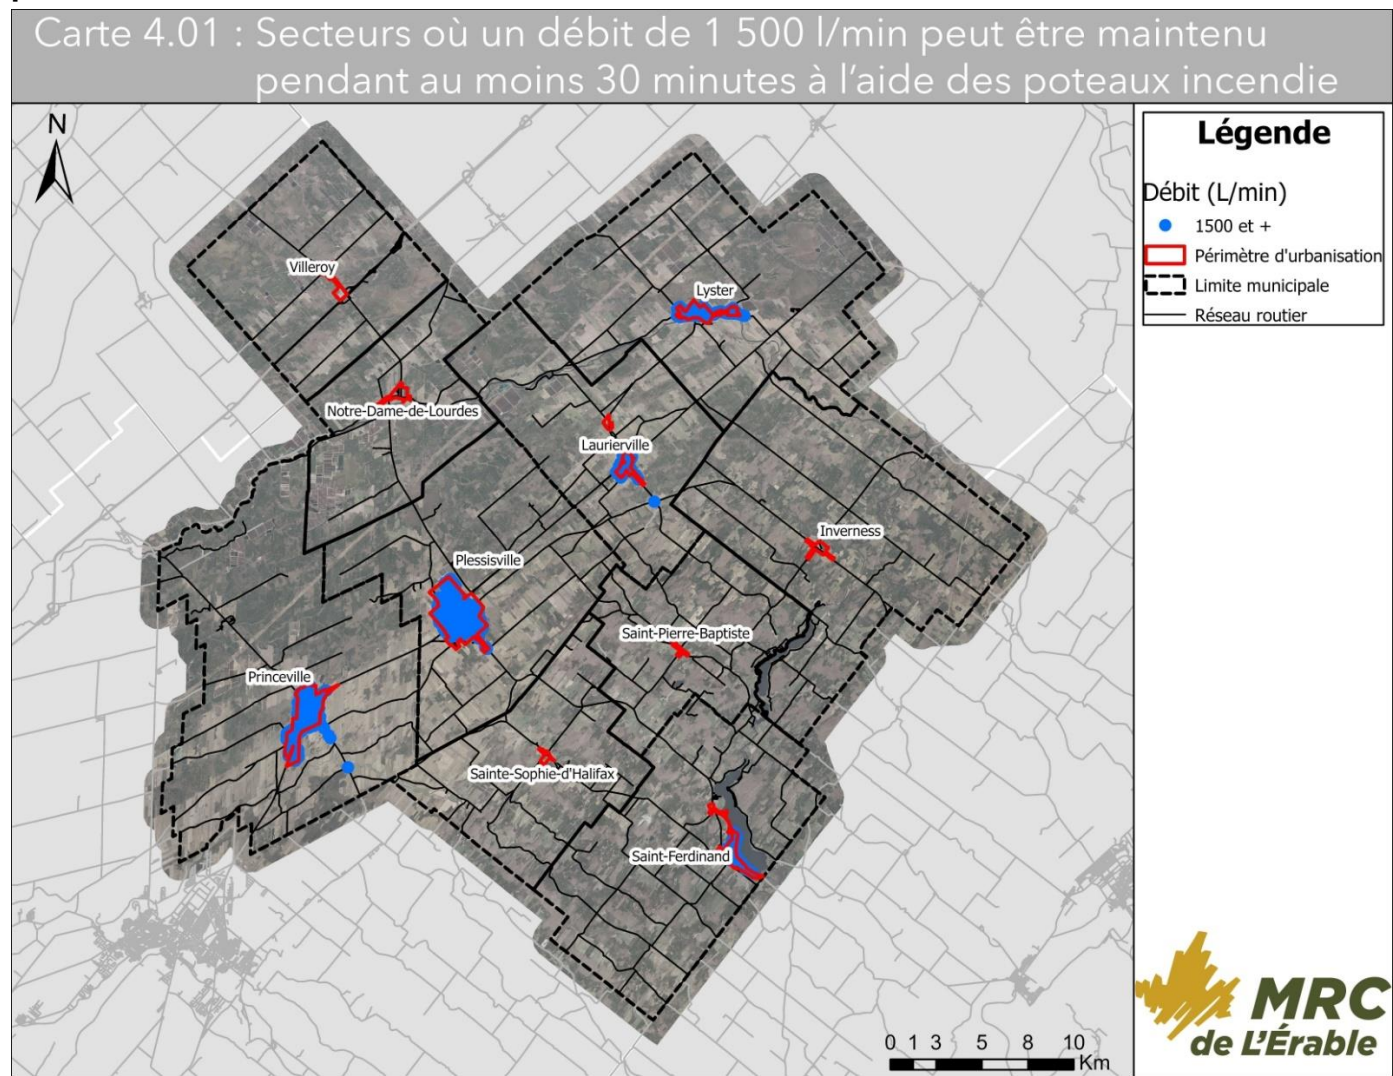 Carte 4.01 : Secteurs où un débit de 1 500 l/min peut être maintenu
pendant au moins 30 minutes à l'aide des poteaux incendie
N
Légende
Débit (L/min)
1500 et +
Périmètre d'urbanisation
Limite municipale
Réseau routier
Villeroy
Lyster
Notre-Dame-de-Lourdes
Laurierville
Inverness
Plessisville
Saint-Pierre-Baptiste
Princeville
Sainte-Sophie-d'Halifax
Saint-Ferdinand
0 1 3 5 8 10
Km
MRC
de L'Érable